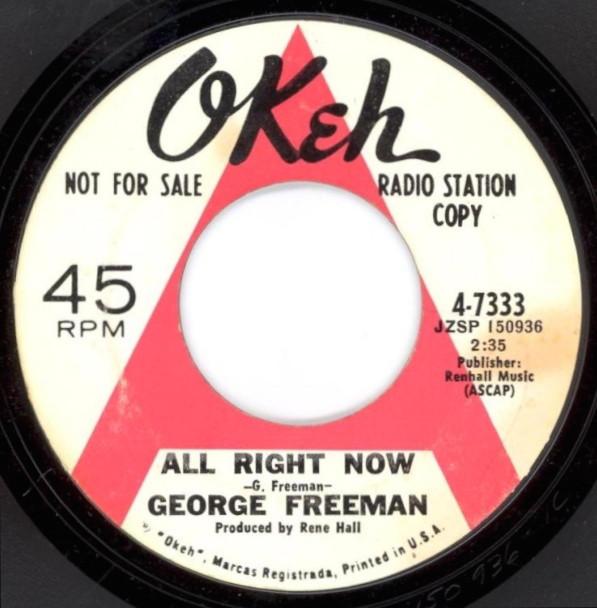 OKeh
NOT FOR SALE
RADIO STATION
COPY
45
RPM
4-7333
JZSP 150936
2:35
Publisher:
Renhall Music
(ASCAP)
ALL RIGHT NOW
—G. Freeman—
GEORGE FREEMAN
Produced by Rene Hall
"Okeh", Marcas Registrada, Printed in U.S.A.